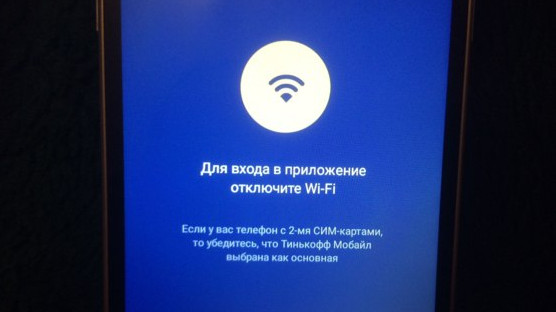 Для входа в приложение
отключите Wi-Fi
Если у вас телефон с 2-мя СИМ-картами,
то убедитесь, что Тинькофф Мобайл
выбрана как основная